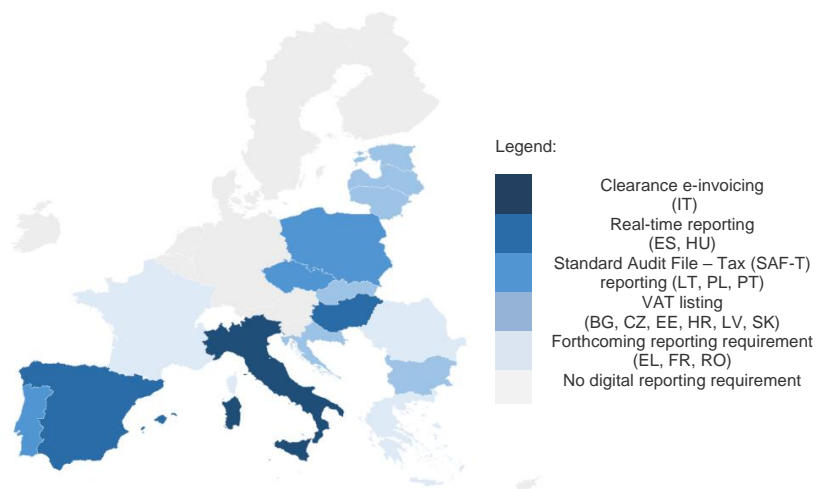 Legend:
Clearance e-invoicing
(IT)
Real-time reporting
(ES, HU)
Standard Audit File – Tax (SAF-T)
reporting (LT, PL, PT)
VAT listing
(BG, CZ, EE, HR, LV, SK)
Forthcoming reporting requirement
(EL, FR, RO)
No digital reporting requirement